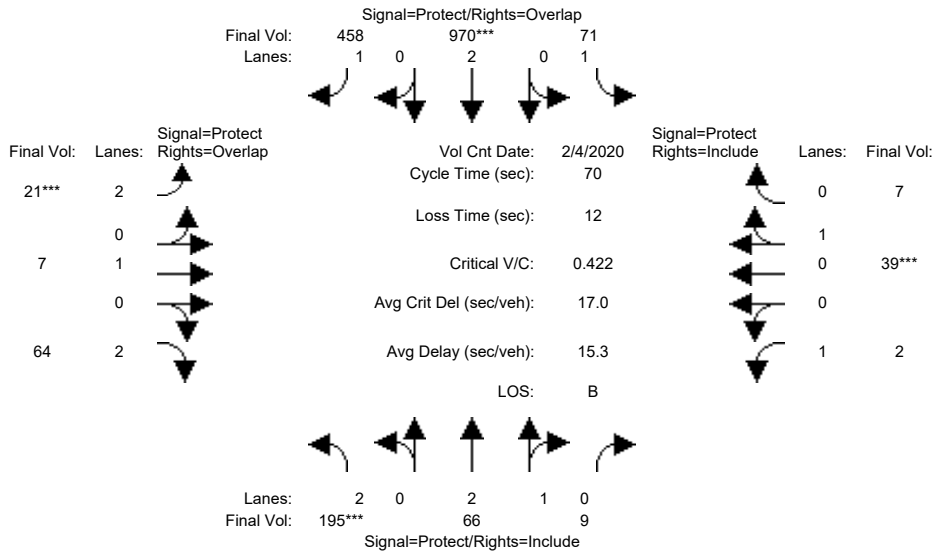 Signal=Protect/Rights=Overlap
Final Vol: 458 970*** 71
Lanes: 1 0 2 0 1
Signal=Protect Signal=Protect
Final Vol: Lanes: Rights=Overlap Vol Cnt Date: 2/4/2020 Rights=Include Lanes: Final Vol:
Cycle Time (sec): 70
21*** 2 0 7
Loss Time (sec): 12
0 1
7 1 Critical V/C: 0.422 0 39***
0 Avg Crit Del (sec/veh): 17.0 0
64 2 Avg Delay (sec/veh): 15.3 1 2
LOS: B
Lanes: 2 0 2 1 0
Final Vol: 195*** 66 9
Signal=Protect/Rights=Include